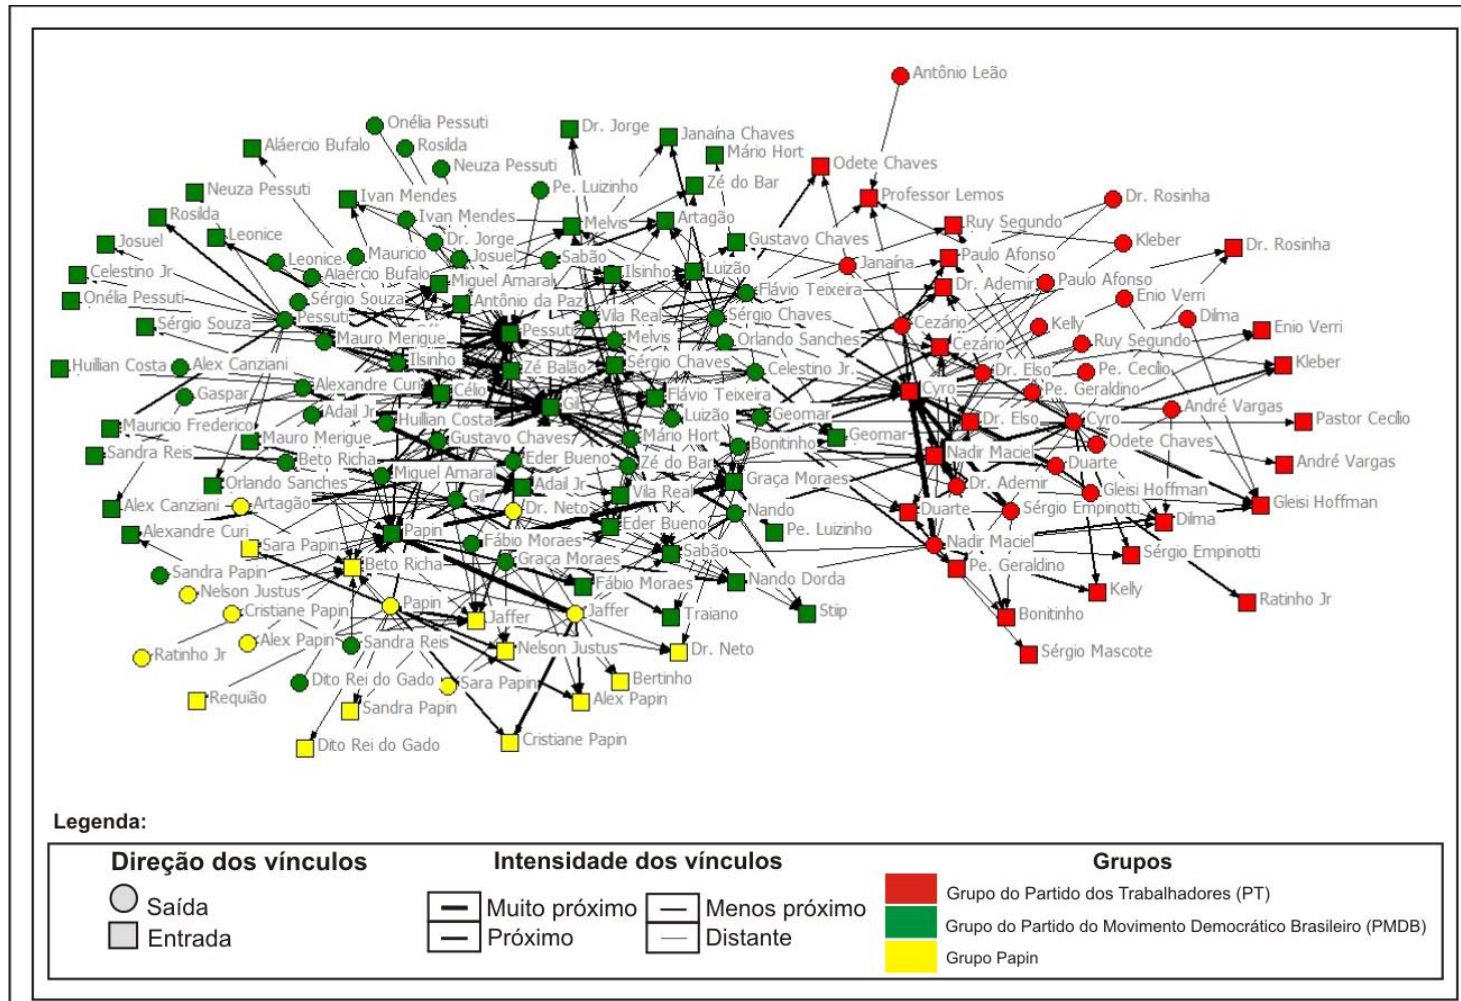 Antônio Leão
Onélia Pessuti
Dr. Jorge
Aláercio Bufalo
Rosilda
Janaína Chaves
Mário Hort
Neuza Pessuti
Odete Chaves
Neuza Pessuti
Ivan Mendes
Pe. Luizinho
Zé do Bar
Professor Lemos
Dr. Rosinha
Rosilda
Ivan Mendes
Melvis
Artagão
Ruy Segundo
Josuel
Leonice
Dr. Jorge
Gustavo Chaves
Kleber
Dr. Rosinha
Mauricio
Josuel
Sabão
Paulo Afonso
Celestino Jr
Leonice
Alaércio Bufalo
Miguel Amaral
Ilsinho
Luizão
Janaína
Dr. Ademir
Paulo Afonso
Onélia Pessuti
Sérgio Souza
Antônio da Paz
Flávio Teixeira
Enio Verri
Sérgio Souza
Pessuti
Vila Real
Sérgio Chaves
Cezário
Kelly
Dilma
Enio Verri
Mauro Merigue
Pessuti
Melvis
Orlando Sanches
Cezário
Ruy Segundo
Huillian Costa
Alex Canziani
Ilsinho
Zé Balão
Sérgio Chaves
Celestino Jr.
Dr. Elso
Pe. Cecílio
Kleber
Gaspar
Alexandre Curi
Célio
Flávio Teixeira
Cyro
Pe. Geraldino
Adail Jr
Gil
Luizão
Geomar
Dr. Elso
Cyro
André Vargas
Pastor Cecílio
Mauricio Frederico
Mauro Merigue
Huillian Costa
Gustavo Chaves
Mário Hort
Bonitinho
Geomar
Odete Chaves
Sandra Reis
Beto Richa
Eder Bueno
Zé do Bar
Nadir Maciel
Duarte
André Vargas
Orlando Sanches
Miguel Amaral
Adail Jr
Vila Real
Graça Moraes
Dr. Ademir
Gleisi Hoffman
Alex Canziani
Artagão
Gil
Dr. Neto
Nando
Duarte
Sérgio Empinotti
Gleisi Hoffman
Alexandre Curi
Sara Papin
Papin
Eder Bueno
Pe. Luizinho
Dilma
Beto Richa
Fábio Moraes
Sabão
Nadir Maciel
Sérgio Empinotti
Sandra Papin
Graça Moraes
Pe. Geraldino
Nelson Justus
Fábio Moraes
Nando Dorda
Kelly
Cristiane Papin
Papin
Jaffer
Jaffer
Traiano
Stiip
Bonitinho
Ratinho Jr
Alex Papin
Sandra Reis
Nelson Justus
Dr. Neto
Sérgio Mascote
Ratinho Jr
Dito Rei do Gado
Sara Papin
Bertinho
Requião
Sandra Papin
Alex Papin
Dito Rei do Gado
Cristiane Papin
Legenda:
Direção dos vínculos
Intensidade dos vínculos
Grupos
Saída
Muito próximo
Menos próximo
Grupo do Partido dos Trabalhadores (PT)
Entrada
Próximo
Distante
Grupo do Partido do Movimento Democrático Brasileiro (PMDB)
Grupo Papin